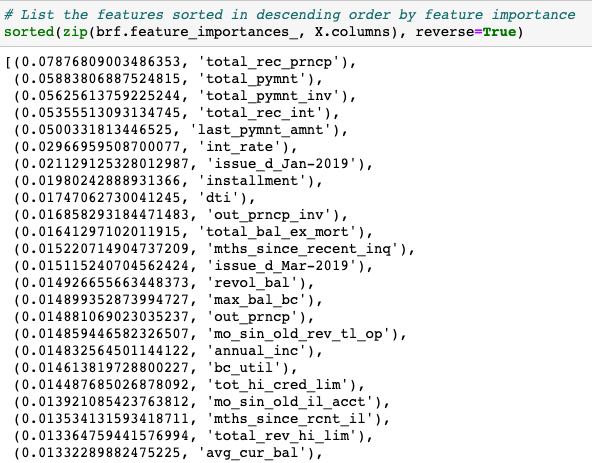 # List the features sorted in descending order by feature importance
sorted(zip(brf.feature_importances_, X.columns), reverse=True)
[(0.07876809003486353, 'total_rec_prncp'),
(0.05883806887524815, 'total_pymnt'),
(0.05625613759225244, 'total_pymnt_inv'),
(0.05355513093134745, 'total_rec_int'),
(0.0500331813446525, 'last_pymnt_amnt'),
(0.02966959508700077, 'int_rate'),
(0.021129125328012987, 'issue_d_Jan-2019'),
(0.01980242888931366, 'installment'),
(0.01747062730041245, 'dti'),
(0.016858293184471483, 'out_prncp_inv'),
(0.01641297102011915, 'total_bal_ex_mort'),
(0.015220714904737209, 'mths_since_recent_inq'),
(0.015115240704562424, 'issue_d_Mar-2019'),
(0.014926655663448373, 'revol_bal'),
(0.014899352873994727, 'max_bal_bc'),
(0.014881069023035237, 'out_prncp'),
(0.014859446582326507, 'mo_sin_old_rev_tl_op'),
(0.014832564501144122, 'annual_inc'),
(0.014613819728800227, 'bc_util'),
(0.014487685026878092, 'tot_hi_cred_lim'),
(0.013921085423763812, 'mo_sin_old_il_acct'),
(0.013534131593418711, 'mths_since_rcnt_il'),
(0.013364759441576994, 'total_rev_hi_lim'),
(0.01332289882475225, 'avg_cur_bal'),